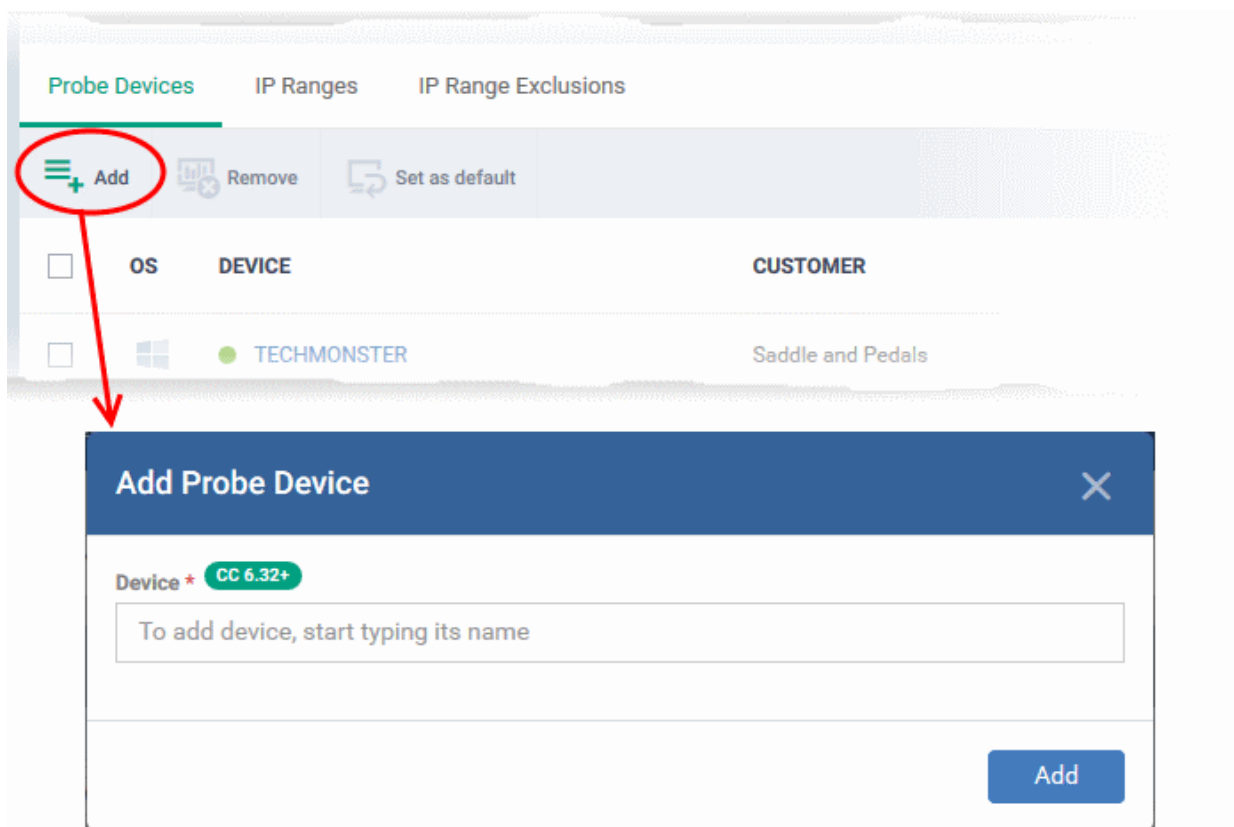 Probe Devices IP Ranges IP Range Exclusions
Add Remove Set as default
OS DEVICE CUSTOMER
TECHMONSTER Saddle and Pedals
Add Probe Device
Device * CC 6.32+
To add device, start typing its name
Add